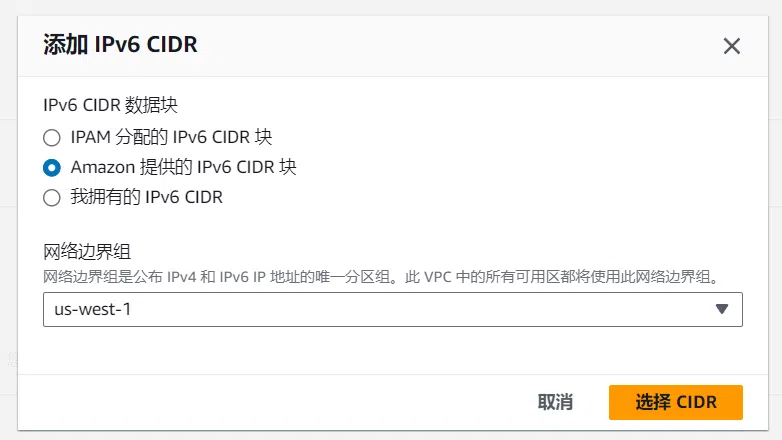 添加 IPv6 CIDR
IPv6 CIDR 数据块
IPAM 分配的 IPv6 CIDR 块
Amazon 提供的 IPv6 CIDR 块
我拥有的 IPv6 CIDR
网络边界组
网络边界组是公布 IPv4 和 IPv6 IP 地址的唯一分区组。此 VPC 中的所有可用区都将使用此网络边界组。
us-west-1
取消
选择 CIDR